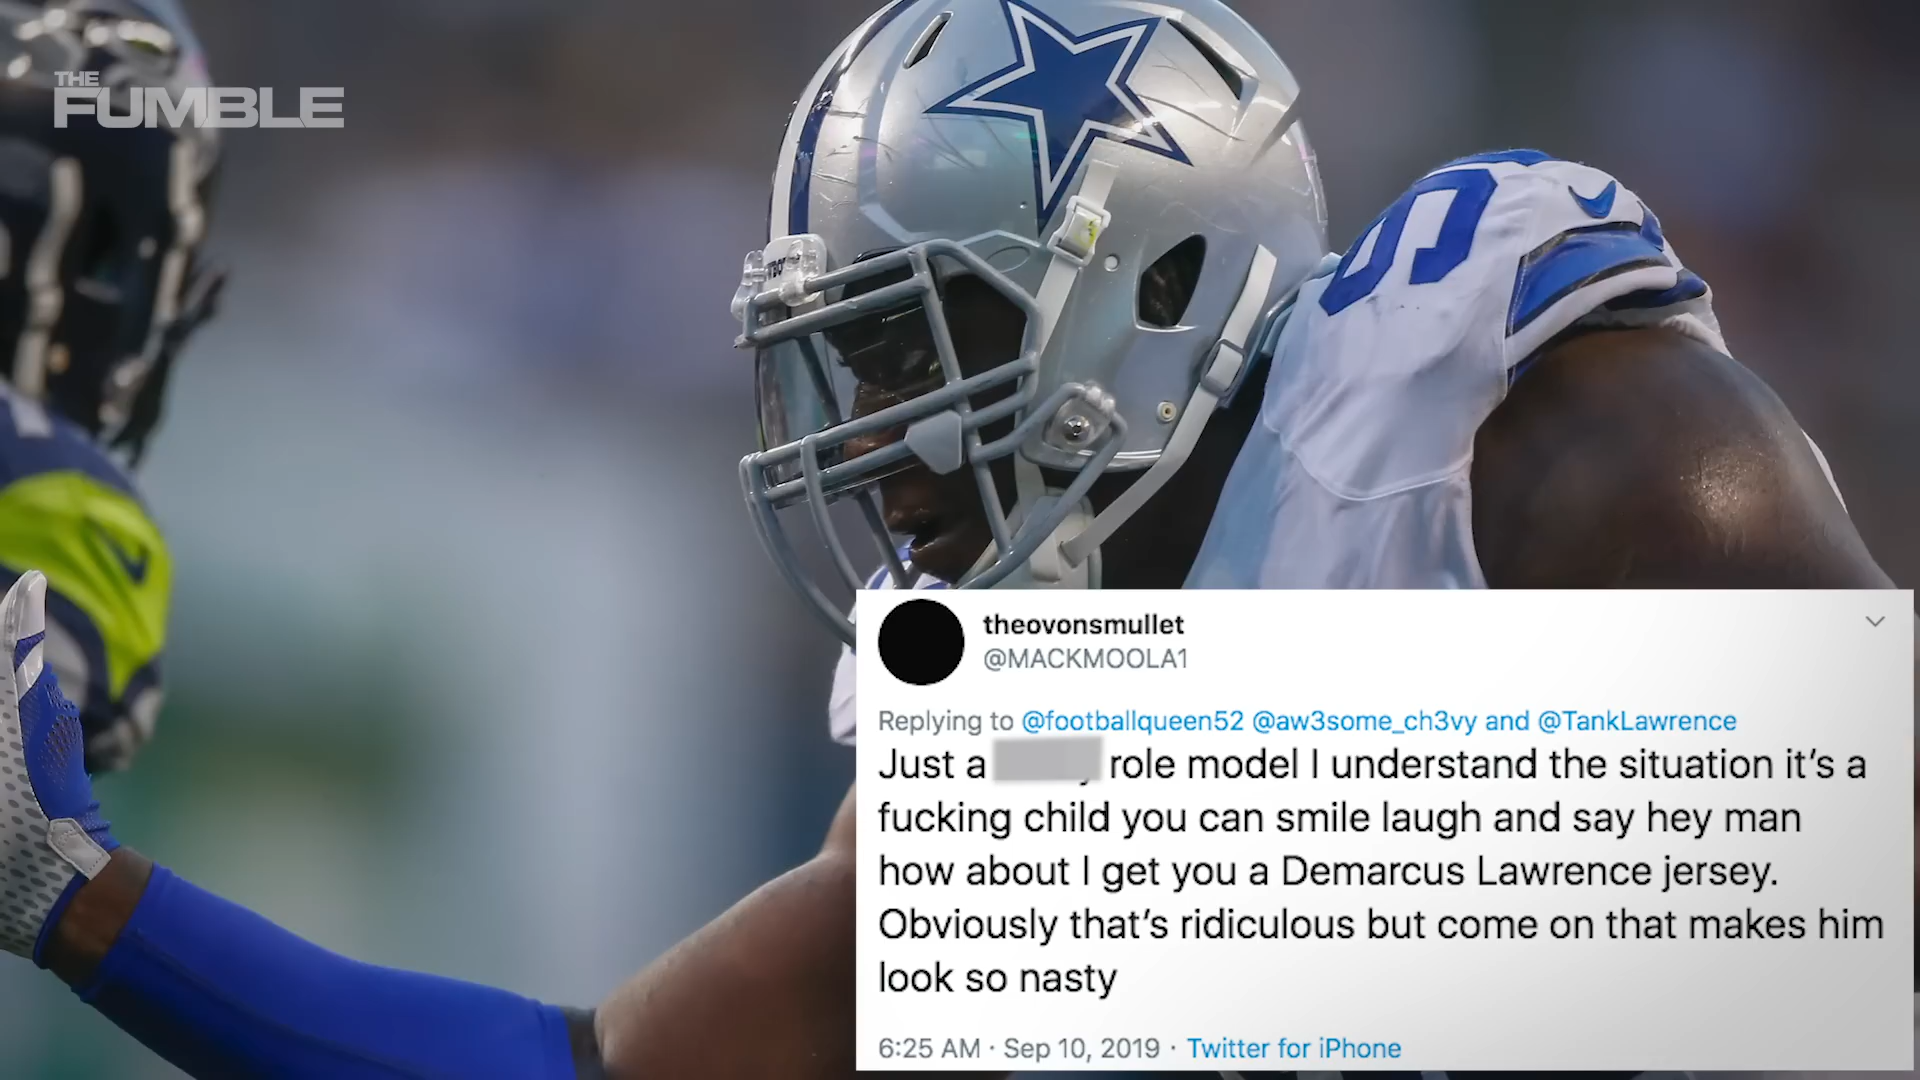 THE
FUMBLE
theovonsmullet
@MACKMOOLA1
Replying to @footballqueen52 @aw3some_ch3vy and @TankLawrence
Just a role model I understand the situation it's a
fucking child you can smile laugh and say hey man
how about I get you a Demarcus Lawrence jersey.
Obviously that's ridiculous but come on that makes him
look so nasty
6:25 AM · Sep 10, 2019 · Twitter for iPhone